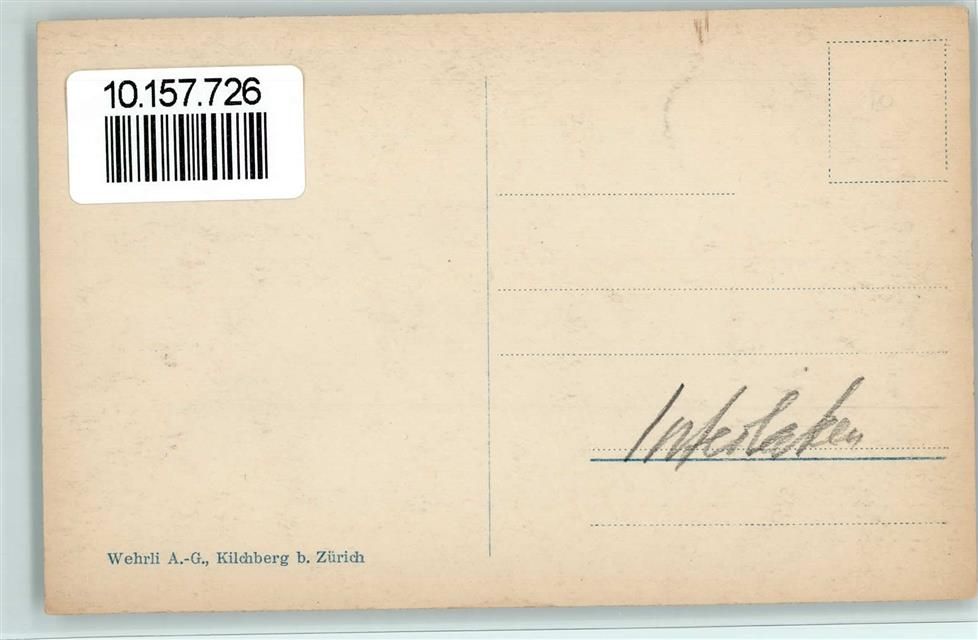 10.157.726
Interlaken
Wehrli A.-G., Kilchberg b. Zürich